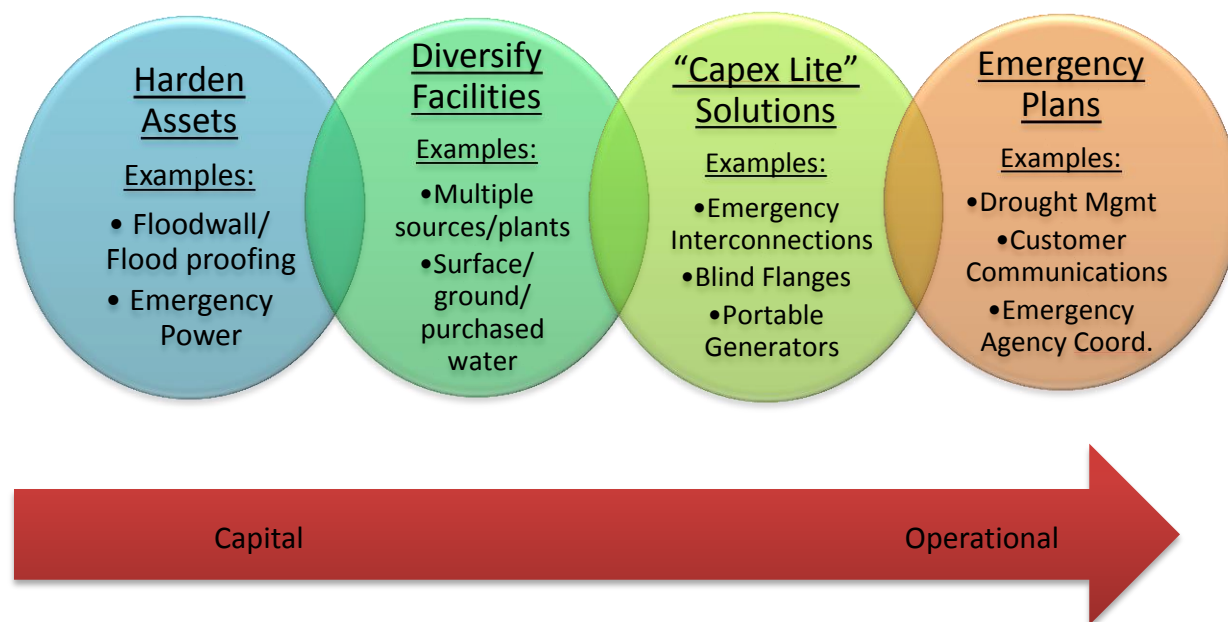 Harden
Assets
Examples:
• Floodwall/
Flood proofing
• Emergency
Power
Diversify
Facilities
Examples:
•Multiple
sources/plants
•Surface/
ground/
purchased
water
“Capex Lite”
Solutions
Examples:
•Emergency
Interconnections
•Blind Flanges
•Portable
Generators
Emergency
Plans
Examples:
•Drought Mgmt
•Customer
Communications
•Emergency
Agency Coord.
Capital
Operational